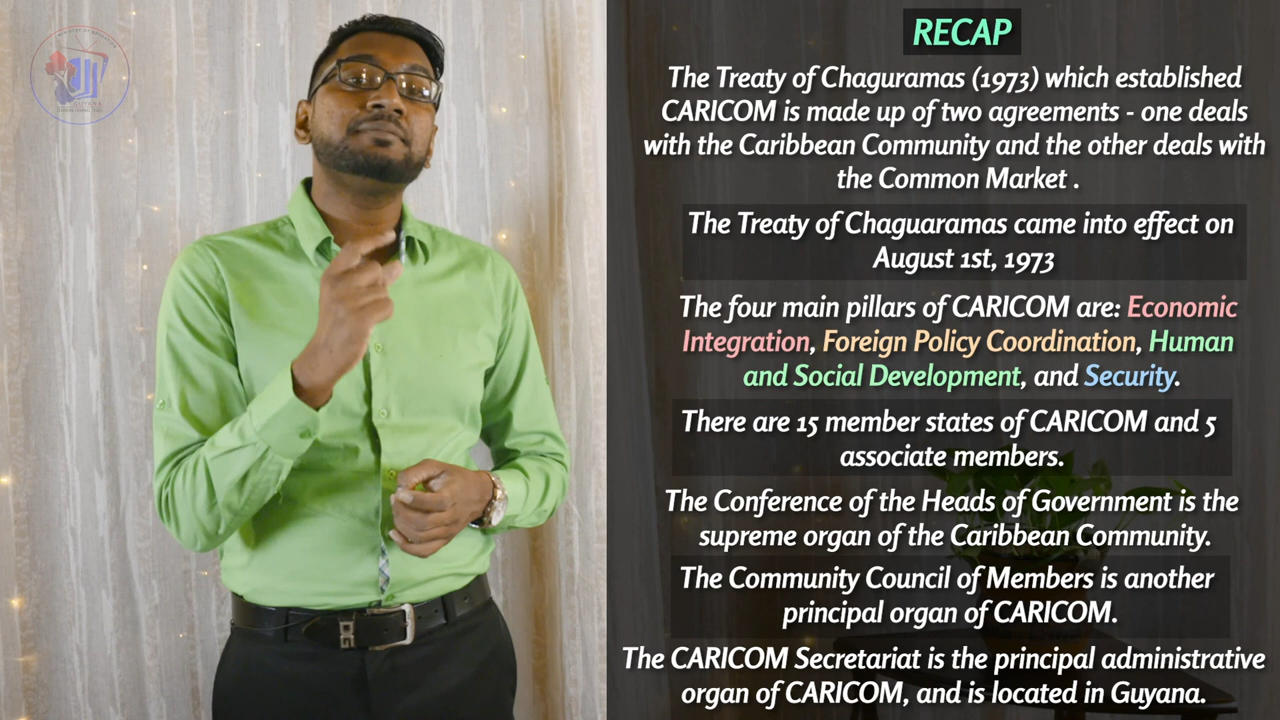 MINISTRY OF EDUCATION
GUYANA
RECAP
The Treaty of Chaguramas (1973) which established
CARICOM is made up of two agreements - one deals
with the Caribbean Community and the other deals with
the Common Market .
The Treaty of Chaguaramas came into effect on
August 1st, 1973
The four main pillars of CARICOM are: Economic
Integration, Foreign Policy Coordination, Human
and Social Development, and Security.
There are 15 member states of CARICOM and 5
associate members.
The Conference of the Heads of Government is the
supreme organ of the Caribbean Community.
The Community Council of Members is another
principal organ of CARICOM.
The CARICOM Secretariat is the principal administrative
organ of CARICOM, and is located in Guyana.